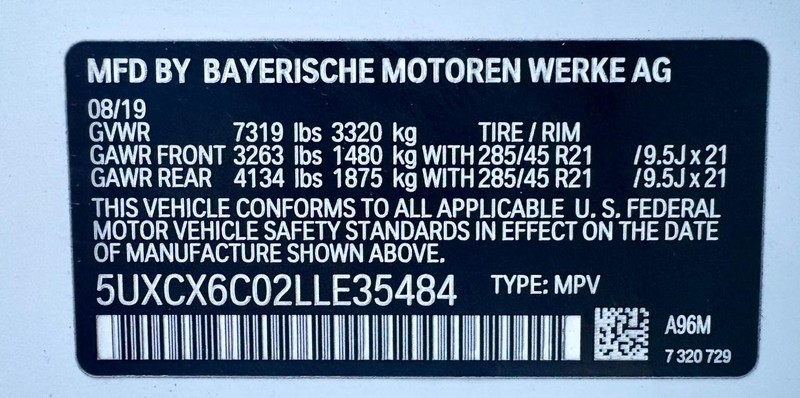 MFD BY BAYERISCHE MOTOREN WERKE AG
08/19
GVWR 7319 lbs 3320 kg TIRE / RIM
GAWR FRONT 3263 lbs 1480 kg WITH 285/45 R21 /9.5J x 21
GAWR REAR 4134 lbs 1875 kg WITH 285/45 R21 /9.5J x 21
THIS VEHICLE CONFORMS TO ALL APPLICABLE U. S. FEDERAL
MOTOR VEHICLE SAFETY STANDARDS IN EFFECT ON THE DATE
OF MANUFACTURE SHOWN ABOVE.
5UXCX6C02LLE35484 TYPE: MPV
A96M
7 320 729